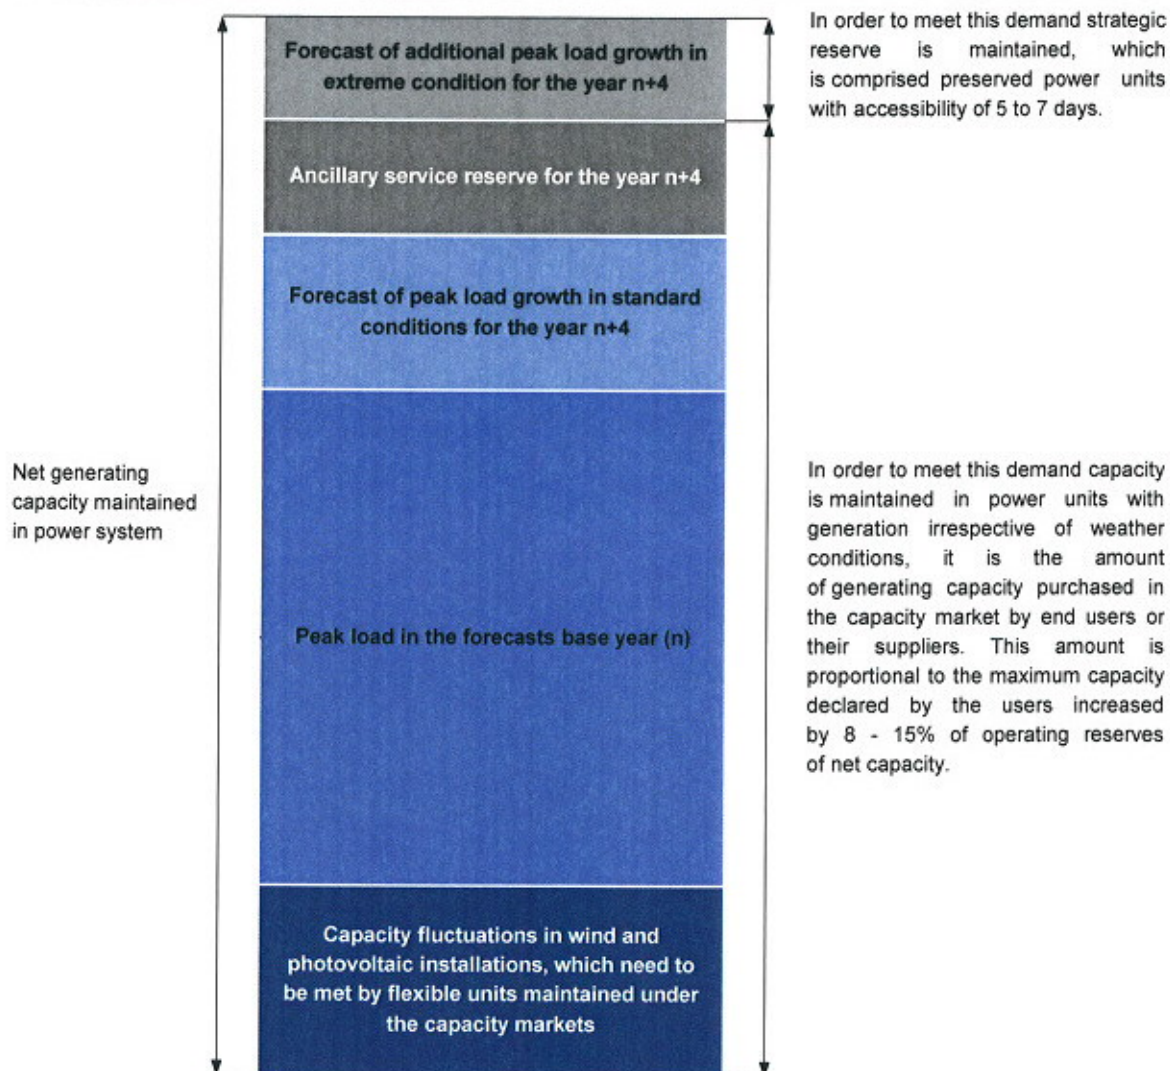 Forecast of additional peak load growth in
extreme condition for the year n+4
In order to meet this demand strategic
reserve is maintained, which
is comprised preserved power units
with accessibility of 5 to 7 days.
Ancillary service reserve for the year n+4
Forecast of peak load growth in standard
conditions for the year n+4
Net generating
capacity maintained
in power system
Peak load in the forecasts base year (n)
In order to meet this demand capacity
is maintained in power units with
generation irrespective of weather
conditions, it is the amount
of generating capacity purchased in
the capacity market by end users or
their suppliers. This amount is
proportional to the maximum capacity
declared by the users increased
by 8 - 15% of operating reserves
of net capacity.
Capacity fluctuations in wind and
photovoltaic installations, which need to
be met by flexible units maintained under
the capacity markets